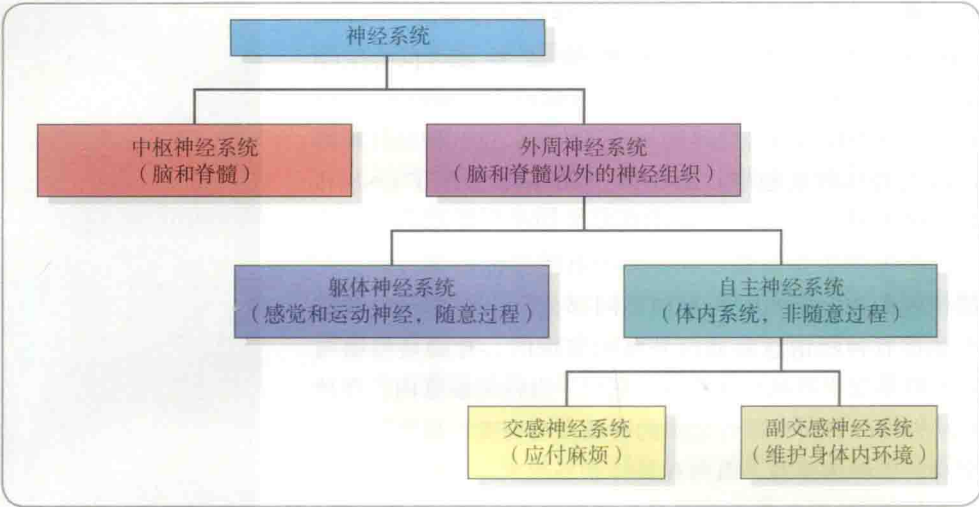 神经系统
中枢神经系统
（脑和脊髓）
外周神经系统
（脑和脊髓以外的神经组织）
躯体神经系统
（感觉和运动神经，随意过程）
自主神经系统
（体内系统，非随意过程）
交感神经系统
（应付麻烦）
副交感神经系统
（维护身体内环境）